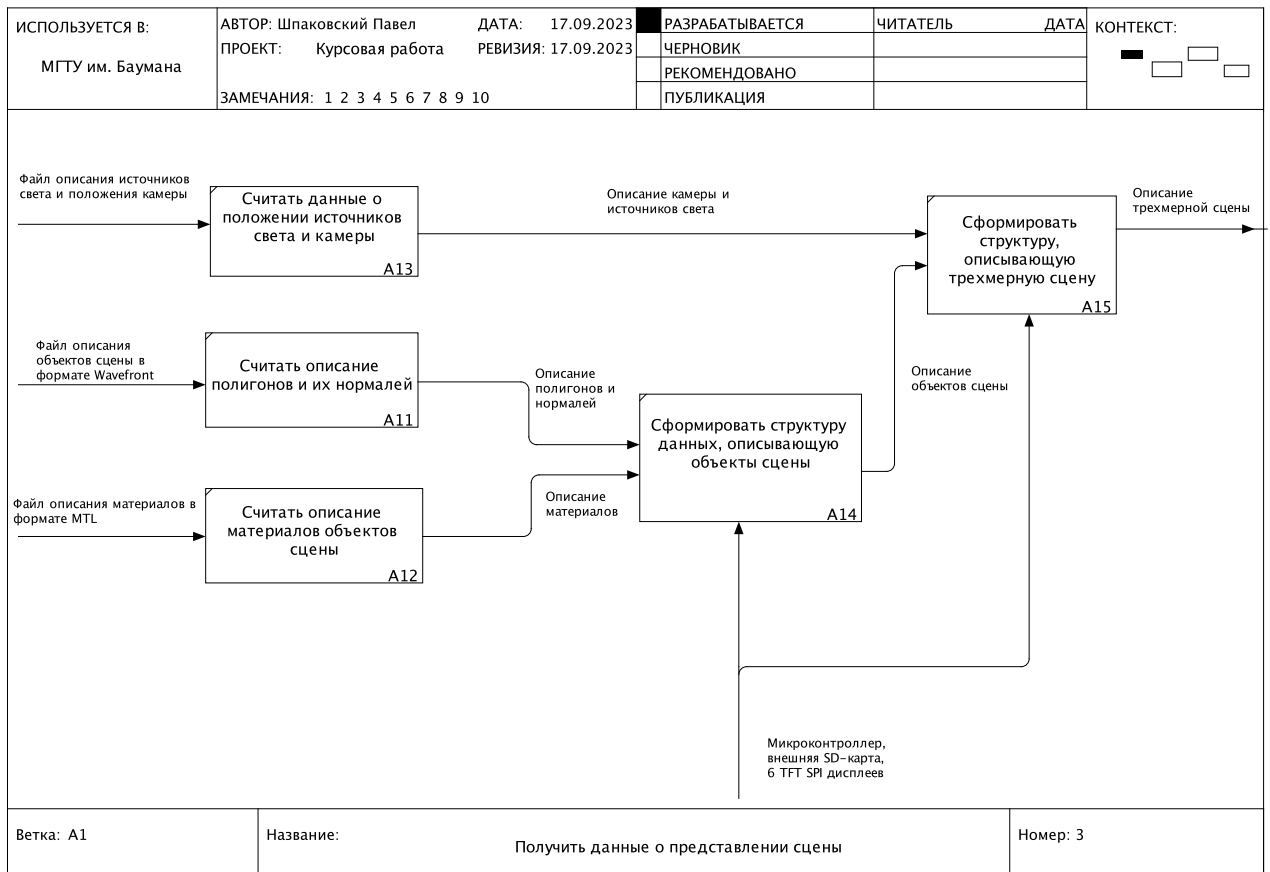 ИСПОЛЬЗУЕТСЯ В:
МГТУ им. Баумана
АВТОР: Шпаковский Павел
ДАТА: 17.09.2023
ПРОЕКТ: Курсовая работа
РЕВИЗИЯ: 17.09.2023
ЗАМЕЧАНИЯ: 1 2 3 4 5 6 7 8 9 10
РАЗРАБАТЫВАЕТСЯ
ЧЕРНОВИК
РЕКОМЕНДОВАНО
ПУБЛИКАЦИЯ
ЧИТАТЕЛЬ ДАТА
КОНТЕКСТ:
Файл описания источников
света и положения камеры
Считать данные о
положении источников
света и камеры
A13
Описание камеры и
источников света
Сформировать
структуру,
описывающую
трехмерную сцену
A15
Описание
трехмерной сцены
Файл описания
объектов сцены в
формате Wavefront
Считать описание
полигонов и их нормалей
A11
Описание
полигонов и
нормалей
Сформировать структуру
данных, описывающую
объекты сцены
A14
Описание
объектов сцены
Файл описания материалов в
формате MTL
Считать описание
материалов объектов
сцены
A12
Описание
материалов
Микроконтроллер,
внешняя SD-карта,
6 TFT SPI дисплеев
Ветка: A1
Название:
Получить данные о представлении сцены
Номер: 3